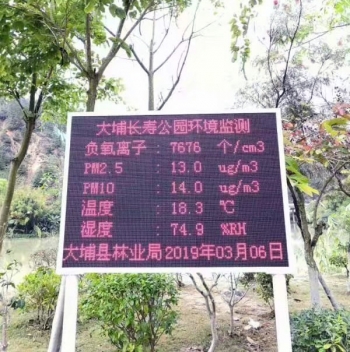 大埔长寿公园环境监测
负氧离子 : 7676 个/cm3
PM2.5 : 13.0 ug/m3
PM10 : 14.0 ug/m3
温度 : 18.3 ℃
湿度 : 74.9 %RH
大埔县林业局2019年03月06日